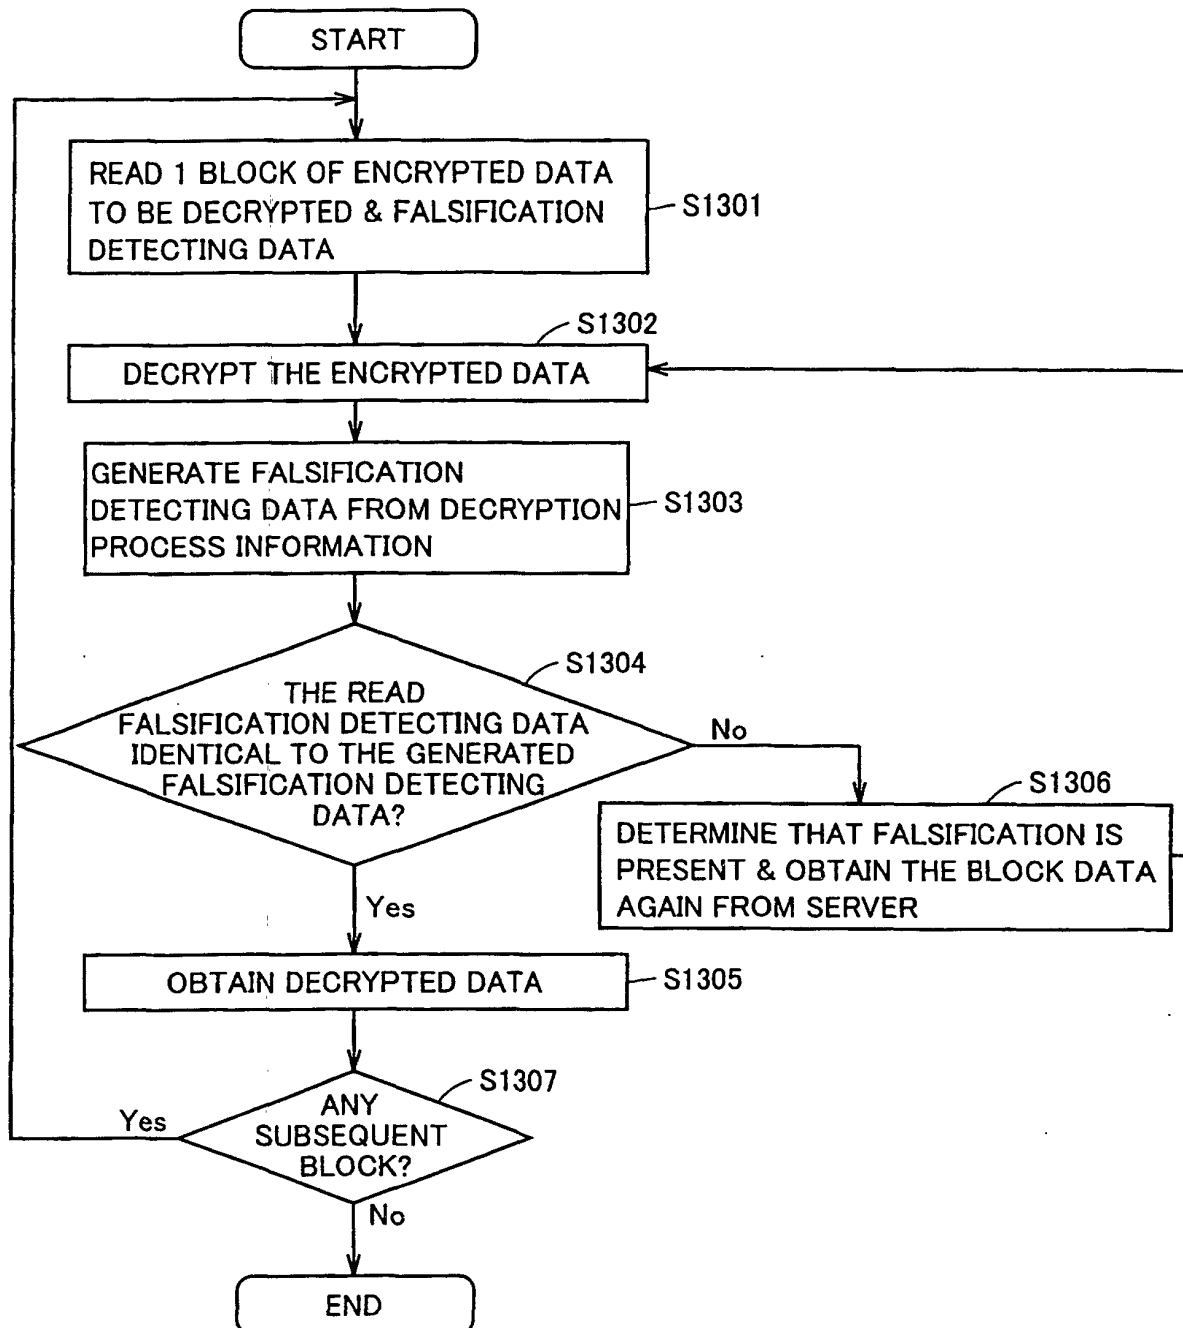 START
READ 1 BLOCK OF ENCRYPTED DATA
TO BE DECRYPTED & FALSIFICATION
DETECTING DATA
S1301
S1302
DECRYPT THE ENCRYPTED DATA
GENERATE FALSIFICATION
DETECTING DATA FROM DECRYPTION
PROCESS INFORMATION
S1303
S1304
THE READ
FALSIFICATION DETECTING DATA
IDENTICAL TO THE GENERATED
FALSIFICATION DETECTING
DATA?
No
S1306
DETERMINE THAT FALSIFICATION IS
PRESENT & OBTAIN THE BLOCK DATA
AGAIN FROM SERVER
Yes
OBTAIN DECRYPTED DATA
S1305
S1307
Yes
ANY
SUBSEQUENT
BLOCK?
No
END